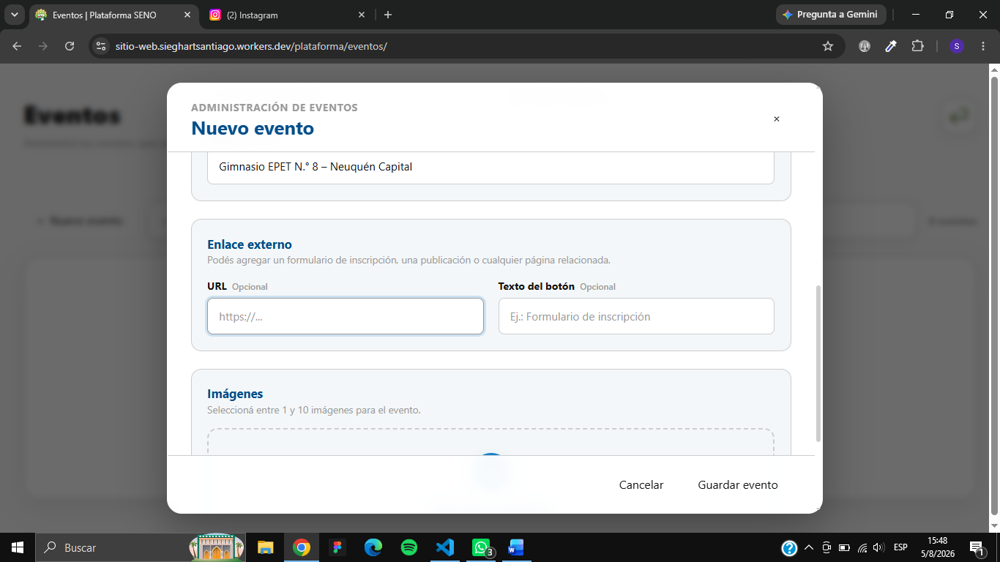 Eventos | Plataforma SENO
(2) Instagram
Pregunta a Gemini
sitio-web.sieghartsantiago.workers.dev/plataforma/eventos/
S
Eventos
Nuevo evento
ADMINISTRACIÓN DE EVENTOS
Nuevo evento
×
Gimnasio EPET N.° 8 – Neuquén Capital
Enlace externo
Podés agregar un formulario de inscripción, una publicación o cualquier página relacionada.
URL Opcional
Texto del botón Opcional
https://...
Ej.: Formulario de inscripción
Imágenes
Seleccioná entre 1 y 10 imágenes para el evento.
Cancelar
Guardar evento
Buscar
3
ESP
15:48
5/8/2026
1